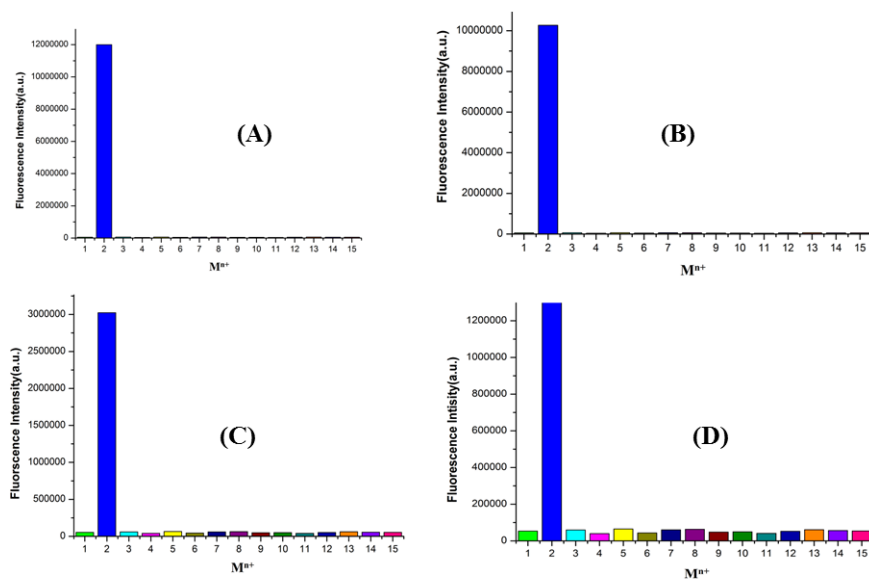 12000000
10000000
8000000
6000000
4000000
2000000
0
Fluorescence Intensity(a.u.)
(A)
1 2 3 4 5 6 7 8 9 10 11 12 13 14 15
Mⁿ⁺
10000000
8000000
6000000
4000000
2000000
0
Fluorescence Intensity(a.u.)
(B)
1 2 3 4 5 6 7 8 9 10 11 12 13 14 15
Mⁿ⁺
3000000
2500000
2000000
1500000
1000000
500000
0
Fluorscence Intensity(a.u.)
(C)
1 2 3 4 5 6 7 8 9 10 11 12 13 14 15
Mⁿ⁺
1200000
1000000
800000
600000
400000
200000
0
Fluorescence Intisity(a.u.)
(D)
1 2 3 4 5 6 7 8 9 10 11 12 13 14 15
Mⁿ⁺